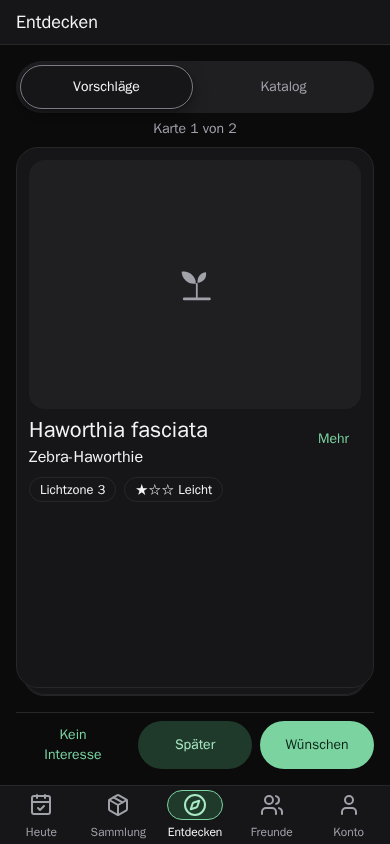 Entdecken
Vorschläge
Katalog
Karte 1 von 2
Haworthia fasciata
Mehr
Zebra-Haworthie
Lichtzone 3
★☆☆ Leicht
Kein
Interesse
Später
Wünschen
Heute
Sammlung
Entdecken
Freunde
Konto